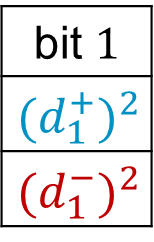 bit 1
(d₁⁺)²
(d₁⁻)²